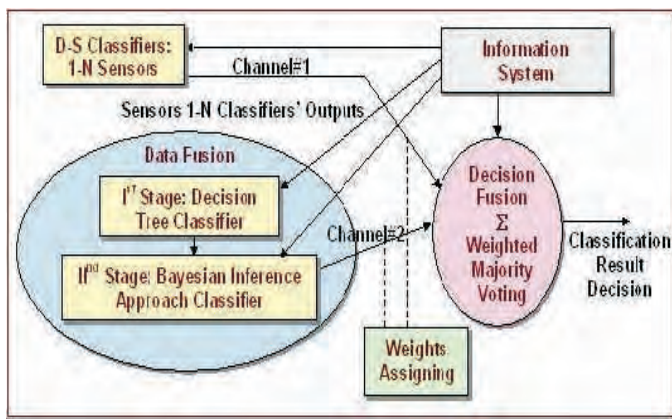 D-S Classifiers:
1-N Sensors
Information
System
Channel#1
Sensors 1-N Classifiers' Outputs
Data Fusion
Iˢᵀ Stage: Decision
Tree Classifier
Channel#2
IIⁿᵈ Stage: Bayesian Inference
Approach Classifier
Decision
Fusion
Σ
Weighted
Majority
Voting
Classification
Result
Decision
Weights
Assigning